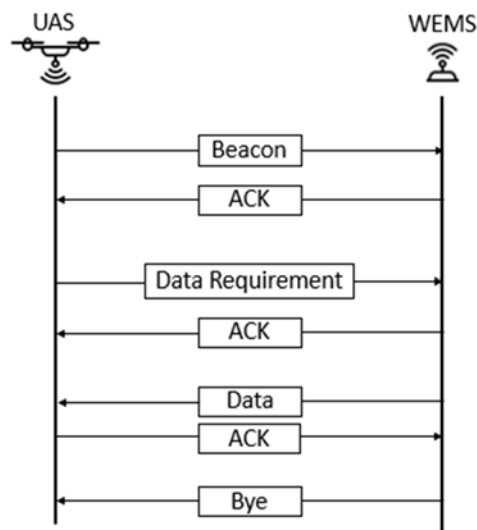 UAS
WEMS
Beacon
ACK
Data Requirement
ACK
Data
ACK
Bye